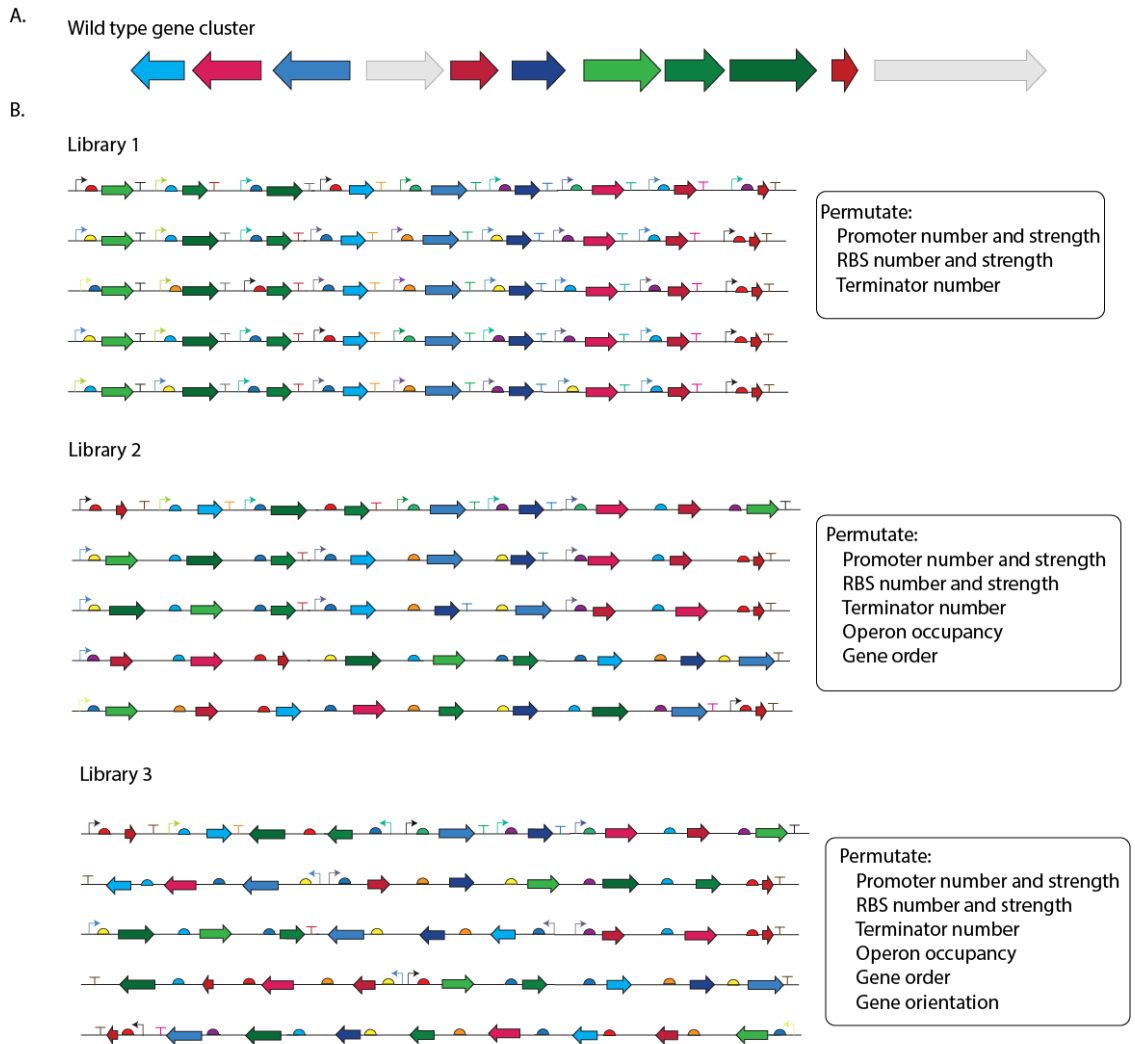 A.
Wild type gene cluster
B.
Library 1
Permutate:
Promoter number and strength
RBS number and strength
Terminator number
Library 2
Permutate:
Promoter number and strength
RBS number and strength
Terminator number
Operon occupancy
Gene order
Library 3
Permutate:
Promoter number and strength
RBS number and strength
Terminator number
Operon occupancy
Gene order
Gene orientation